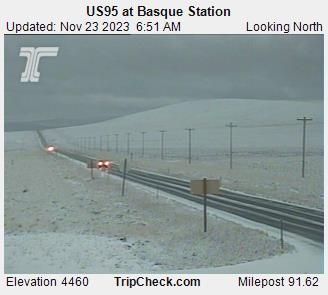 US95 at Basque Station
Updated: Nov 23 2023 6:51 AM Looking North
Elevation 4460 TripCheck.com Milepost 91.62